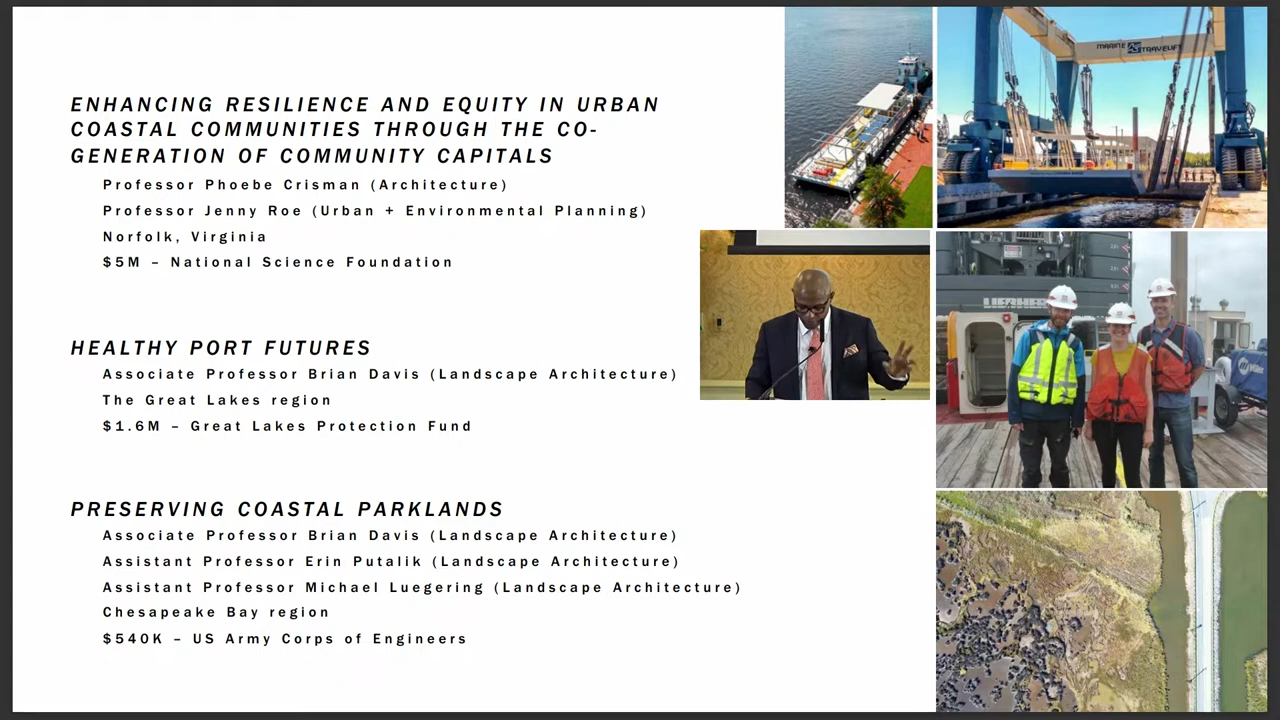 ENHANCING RESILIENCE AND EQUITY IN URBAN
COASTAL COMMUNITIES THROUGH THE CO-
GENERATION OF COMMUNITY CAPITALS
Professor Phoebe Crisman (Architecture)
Professor Jenny Roe (Urban + Environmental Planning)
Norfolk, Virginia
$5M – National Science Foundation
HEALTHY PORT FUTURES
Associate Professor Brian Davis (Landscape Architecture)
The Great Lakes region
$1.6M – Great Lakes Protection Fund
PRESERVING COASTAL PARKLANDS
Associate Professor Brian Davis (Landscape Architecture)
Assistant Professor Erin Putalik (Landscape Architecture)
Assistant Professor Michael Luegering (Landscape Architecture)
Chesapeake Bay region
$540K – US Army Corps of Engineers
MARINE TRAVELIFT
LIEBHERR